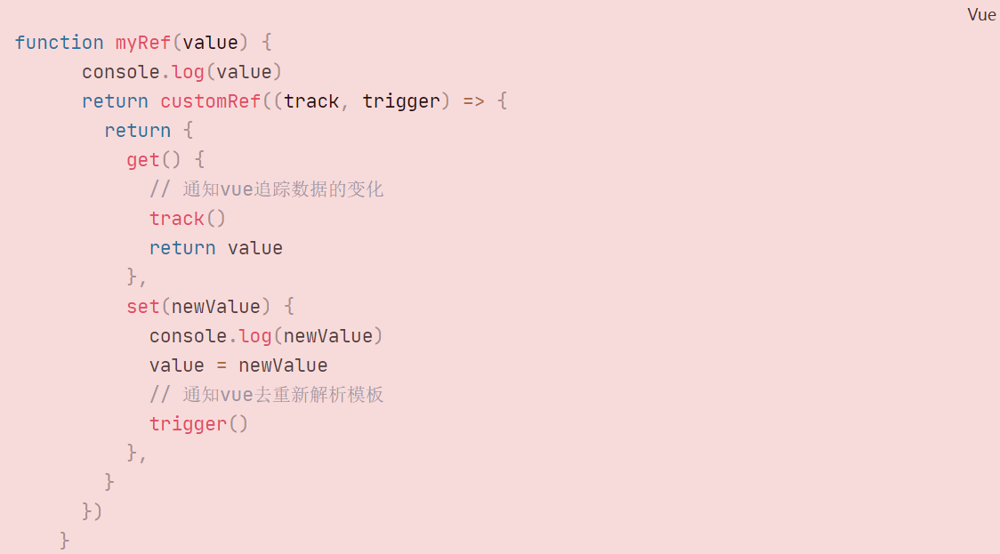 Vue
function myRef(value) {
console.log(value)
return customRef((track, trigger) => {
return {
get() {
// 通知vue追踪数据的变化
track()
return value
},
set(newValue) {
console.log(newValue)
value = newValue
// 通知vue去重新解析模板
trigger()
},
}
})
}